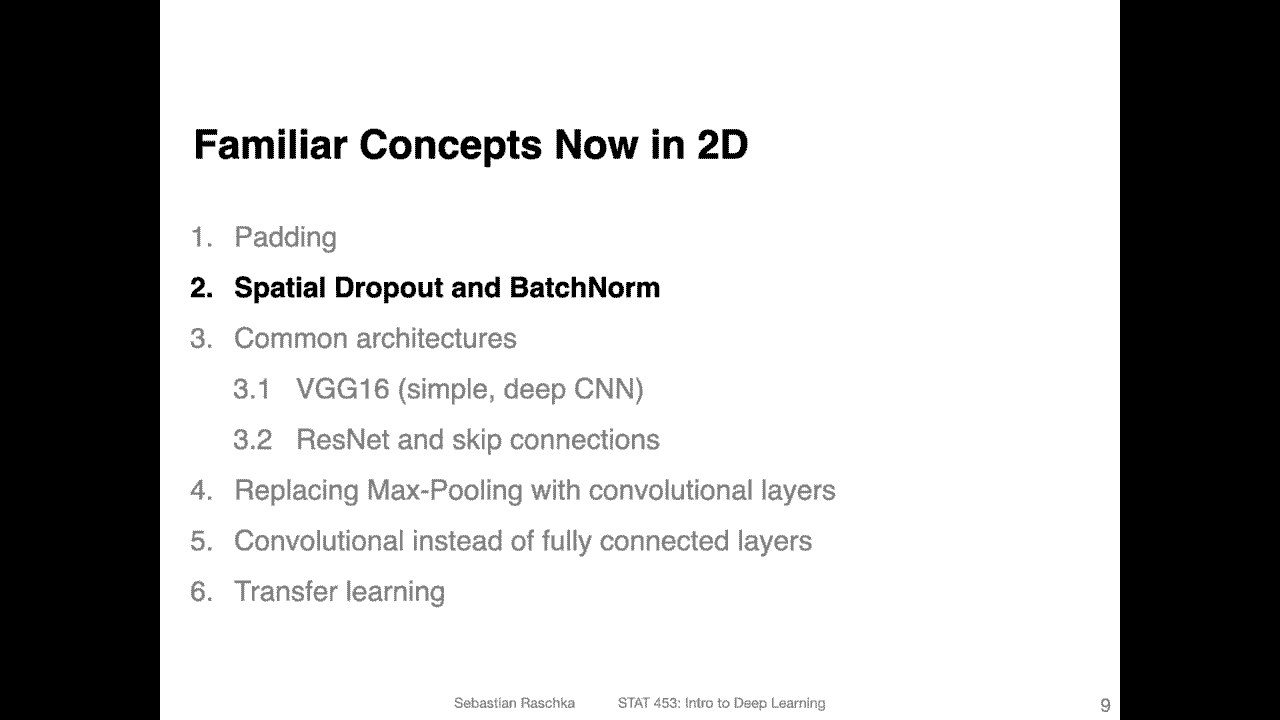 Familiar Concepts Now in 2D
1. Padding
2. Spatial Dropout and BatchNorm
3. Common architectures
3.1 VGG16 (simple, deep CNN)
3.2 ResNet and skip connections
4. Replacing Max-Pooling with convolutional layers
5. Convolutional instead of fully connected layers
6. Transfer learning
Sebastian Raschka STAT 453: Intro to Deep Learning 9